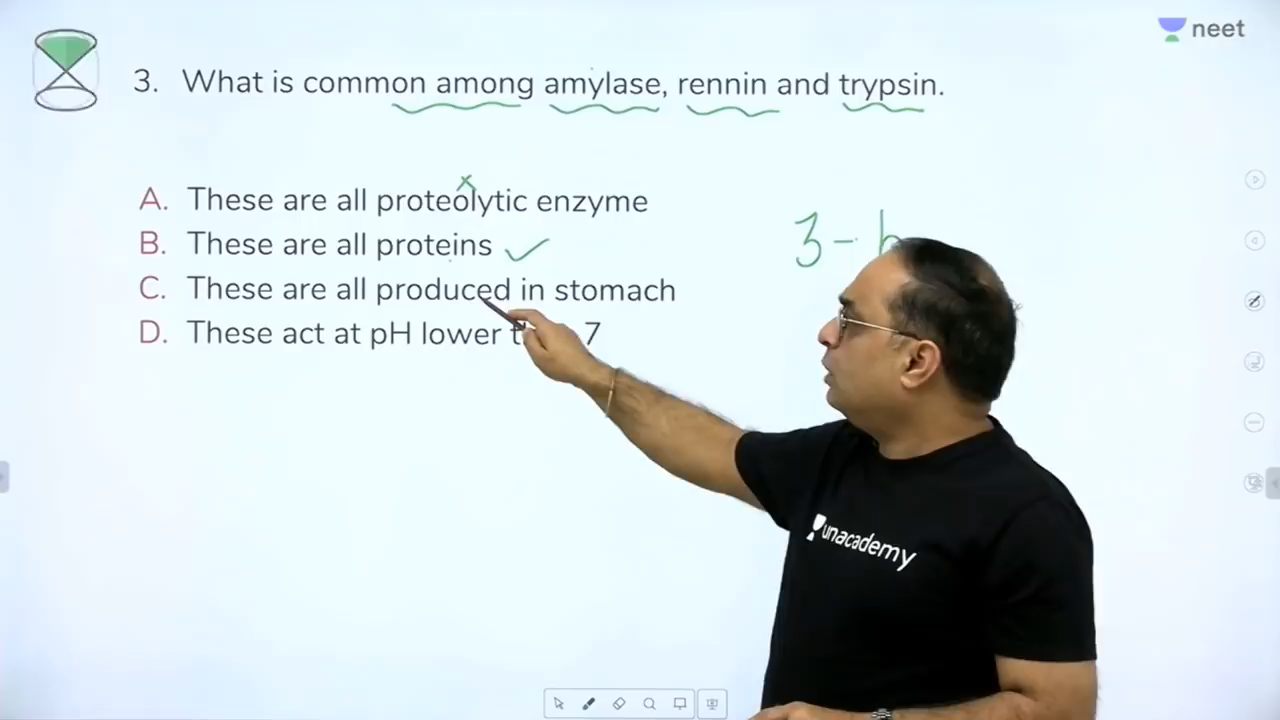 neet
3. What is common among amylase, rennin and trypsin.
A. These are all proteolytic enzyme
B. These are all proteins
C. These are all produced in stomach
D. These act at pH lower 7
3-
unacademy